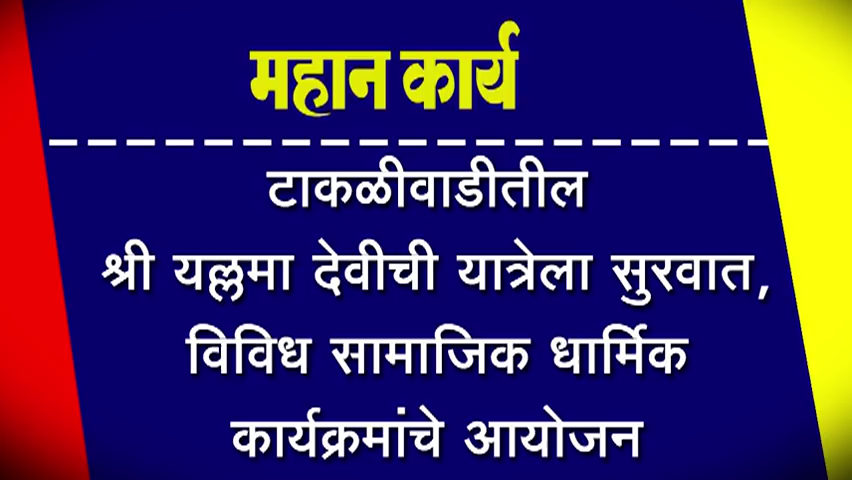 महान कार्य
टाकळीवाडीतील
श्री यल्लमा देवीची यात्रेला सुरवात,
विविध सामाजिक धार्मिक
कार्यक्रमांचे आयोजन